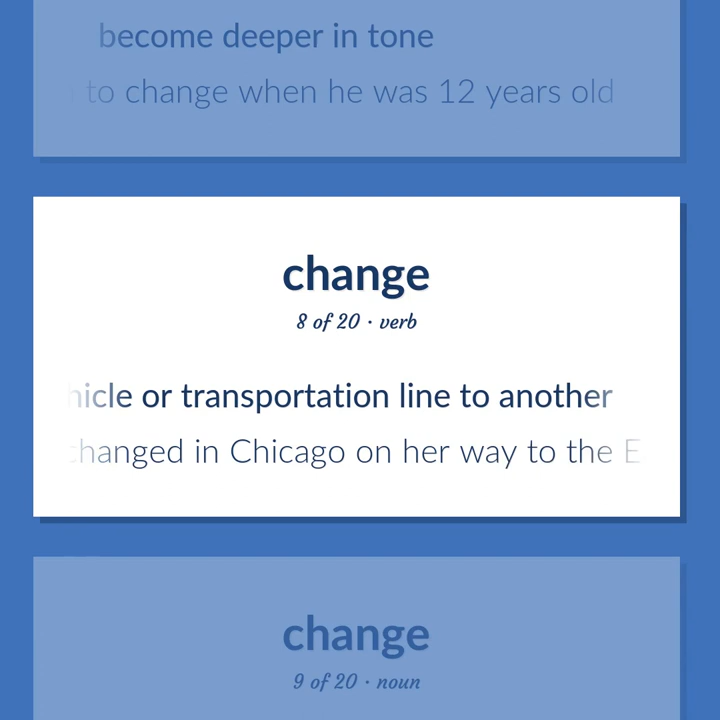 become deeper in tone
to change when he was 12 years old
change
8 of 20 · verb
or transportation line to another
in Chicago on her way to the
change
9 of 20 · noun